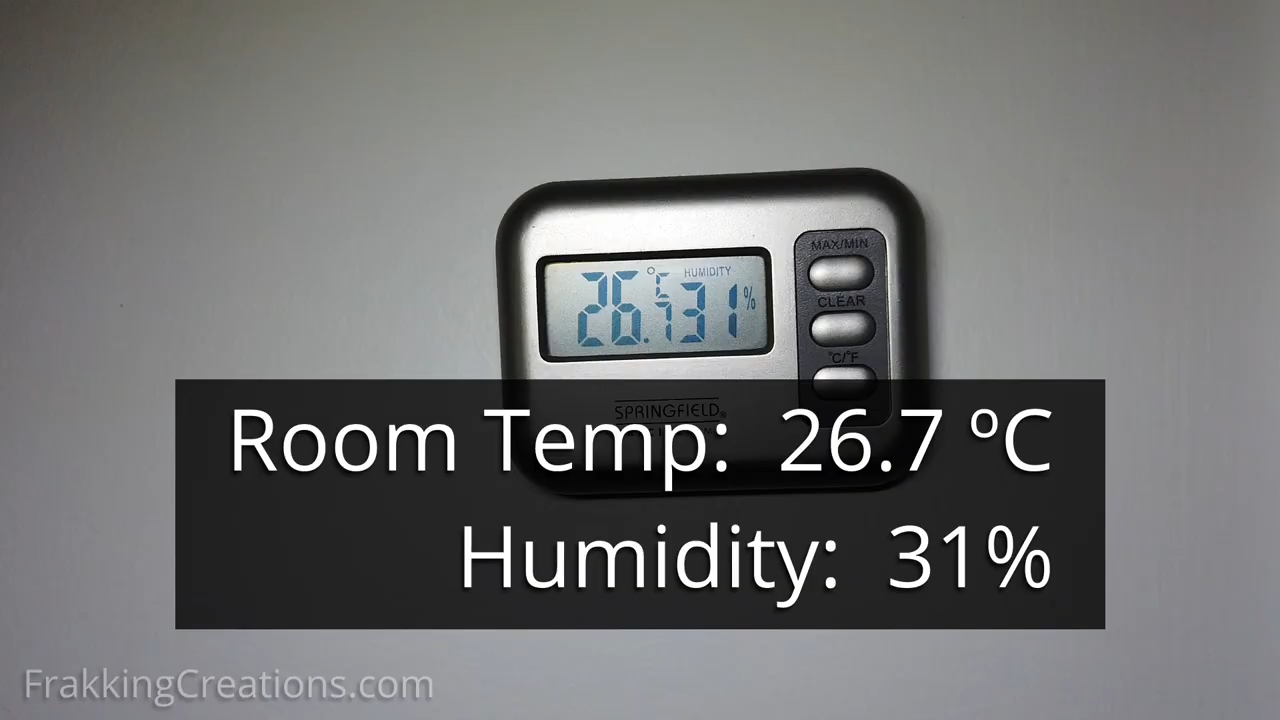 MAX/MIN
CLEAR
°C/°F
26.7 °C HUMIDITY 31 %
SPRINGFIELD®
Room Temp: 26.7 ºC
Humidity: 31%
FrakkingCreations.com